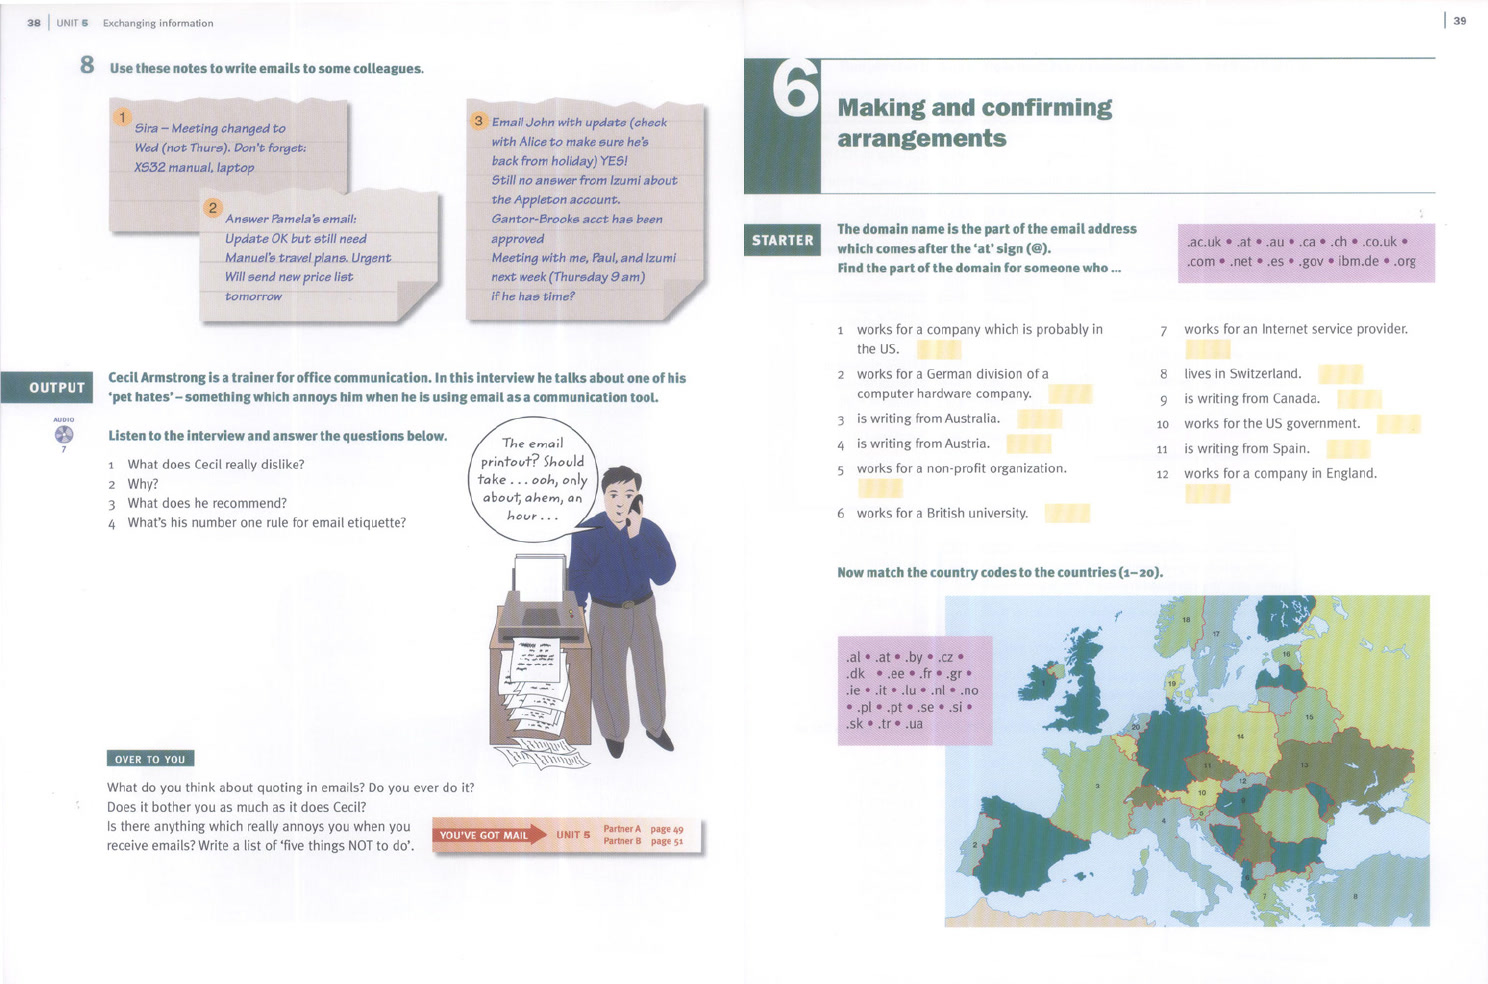 38 | UNIT 5 Exchanging information
8 Use these notes to write emails to some colleagues.
1
Sira – Meeting changed to
Wed (not Thurs). Don't forget:
XS32 manual, laptop
2
Answer Pamela's email:
Update OK but still need
Manuel's travel plans. Urgent
Will send new price list
tomorrow
3 Email John with update (check
with Alice to make sure he's
back from holiday) YES!
Still no answer from Izumi about
the Appleton account.
Gantor-Brooks acct has been
approved
Meeting with me, Paul, and Izumi
next week (Thursday 9 am)
if he has time?
OUTPUT
Cecil Armstrong is a trainer for office communication. In this interview he talks about one of his
'pet hates' – something which annoys him when he is using email as a communication tool.
AUDIO
7
Listen to the interview and answer the questions below.
1 What does Cecil really dislike?
2 Why?
3 What does he recommend?
4 What's his number one rule for email etiquette?
The email
printout? Should
take ... ooh, only
about, ahem, an
hour ...
OVER TO YOU
What do you think about quoting in emails? Do you ever do it?
Does it bother you as much as it does Cecil?
Is there anything which really annoys you when you
receive emails? Write a list of 'five things NOT to do'.
YOU'VE GOT MAIL UNIT 5 Partner A page 49
Partner B page 51
| 39
6
Making and confirming
arrangements
STARTER
The domain name is the part of the email address
which comes after the 'at' sign (@).
Find the part of the domain for someone who ...
.ac.uk • .at • .au • .ca • .ch • .co.uk •
.com • .net • .es • .gov • ibm.de • .org
1 works for a company which is probably in
the US.
2 works for a German division of a
computer hardware company.
3 is writing from Australia.
4 is writing from Austria.
5 works for a non-profit organization.
6 works for a British university.
7 works for an Internet service provider.
8 lives in Switzerland.
9 is writing from Canada.
10 works for the US government.
11 is writing from Spain.
12 works for a company in England.
Now match the country codes to the countries (1–20).
.al • .at • .by • .cz •
.dk • .ee • .fr • .gr •
.ie • .it • .lu • .nl • .no
• .pl • .pt • .se • .si •
.sk • .tr • .ua
18
17
16
1
19
15
20
14
11
13
12
3
10
9
5
4
2
6
7
8